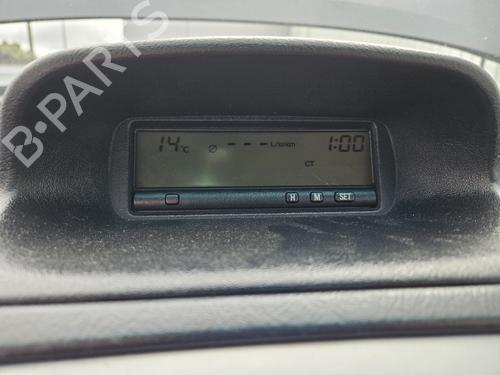 B-PARTS
14°C ∅ --- L/100km 1:00
CT
H M SET